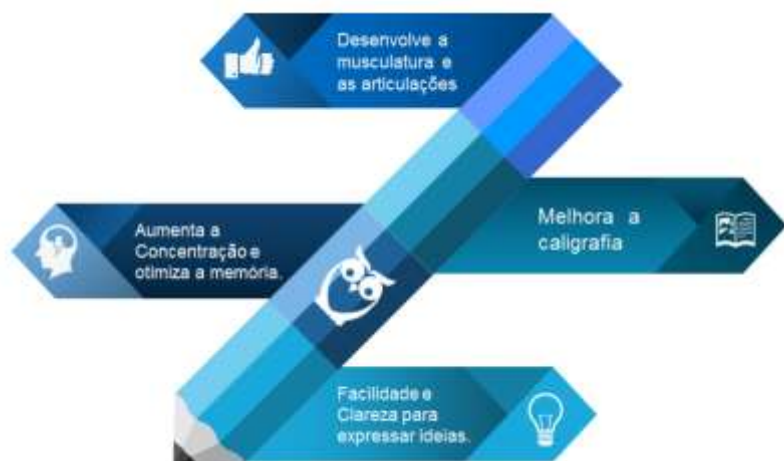 Desenvolve a
musculatura e
as articulações
Aumenta a
Concentração e
otimiza a memória.
Melhora a
caligrafia
Facilidade e
Clareza para
expressar ideias.